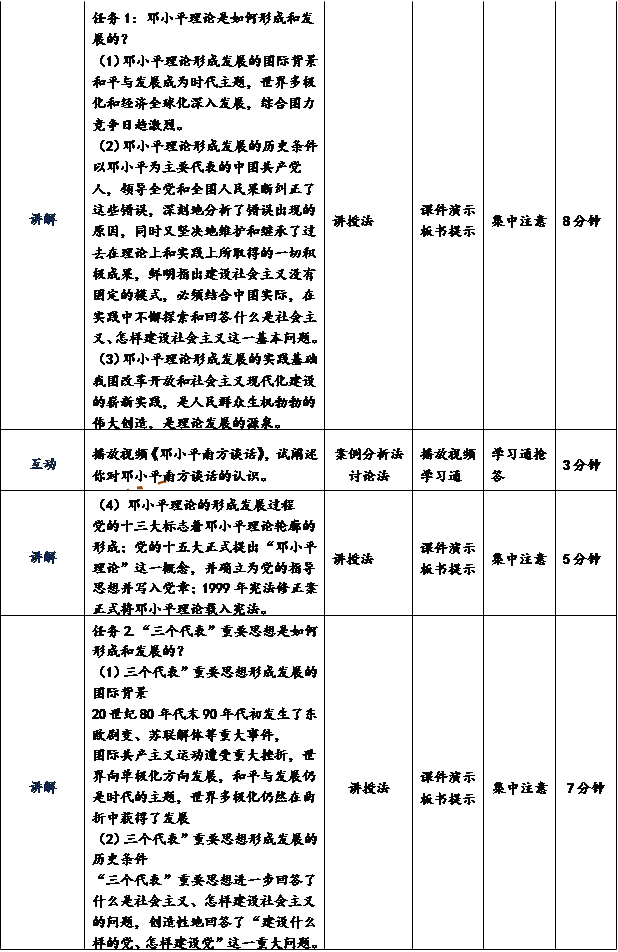 任务1：邓小平理论是如何形成和发
展的？
（1）邓小平理论形成发展的国际背景
和平与发展成为时代主题，世界多极
化和经济全球化深入发展，综合国力
竞争日趋激烈。
（2）邓小平理论形成发展的历史条件
以邓小平为主要代表的中国共产党
人，领导全党和全国人民果断纠正了
这些错误，深刻地分析了错误出现的
原因，同时又坚决地维护和继承了过
去在理论上和实践上所取得的一切积
极成果，鲜明指出建设社会主义没有
固定的模式，必须结合中国实际，在
实践中不懈探索和回答什么是社会主
义、怎样建设社会主义这一基本问题。
（3）邓小平理论形成发展的实践基础
我国改革开放和社会主义现代化建设
的崭新实践，是人民群众生机勃勃的
伟大创造，是理论发展的源泉。
讲解
讲授法
课件演示
板书提示
集中注意
8分钟
互动
播放视频《邓小平南方谈话》，试阐述
你对邓小平南方谈话的认识。
案例分析法
讨论法
播放视频
学习通
学习通抢
答
3分钟
讲解
（4）邓小平理论的形成发展过程
党的十三大标志着邓小平理论轮廓的
形成；党的十五大正式提出“邓小平
理论”这一概念，并确立为党的指导
思想并写入党章；1999年宪法修正案
正式将邓小平理论载入宪法。
讲授法
课件演示
板书提示
集中注意
5分钟
讲解
任务2.“三个代表”重要思想是如何
形成和发展的？
（1）三个代表”重要思想形成发展的
国际背景
20世纪80年代末90年代初发生了东
欧剧变、苏联解体等重大事件，
国际共产主义运动遭受重大挫折，世
界向单极化方向发展，和平与发展仍
是时代的主题，世界多极化仍然在曲
折中获得了发展
（2）三个代表”重要思想形成发展的
历史条件
“三个代表”重要思想进一步回答了
什么是社会主义、怎样建设社会主义
的问题，创造性地回答了“建设什么
样的党、怎样建设党”这一重大问题。
讲授法
课件演示
板书提示
集中注意
7分钟